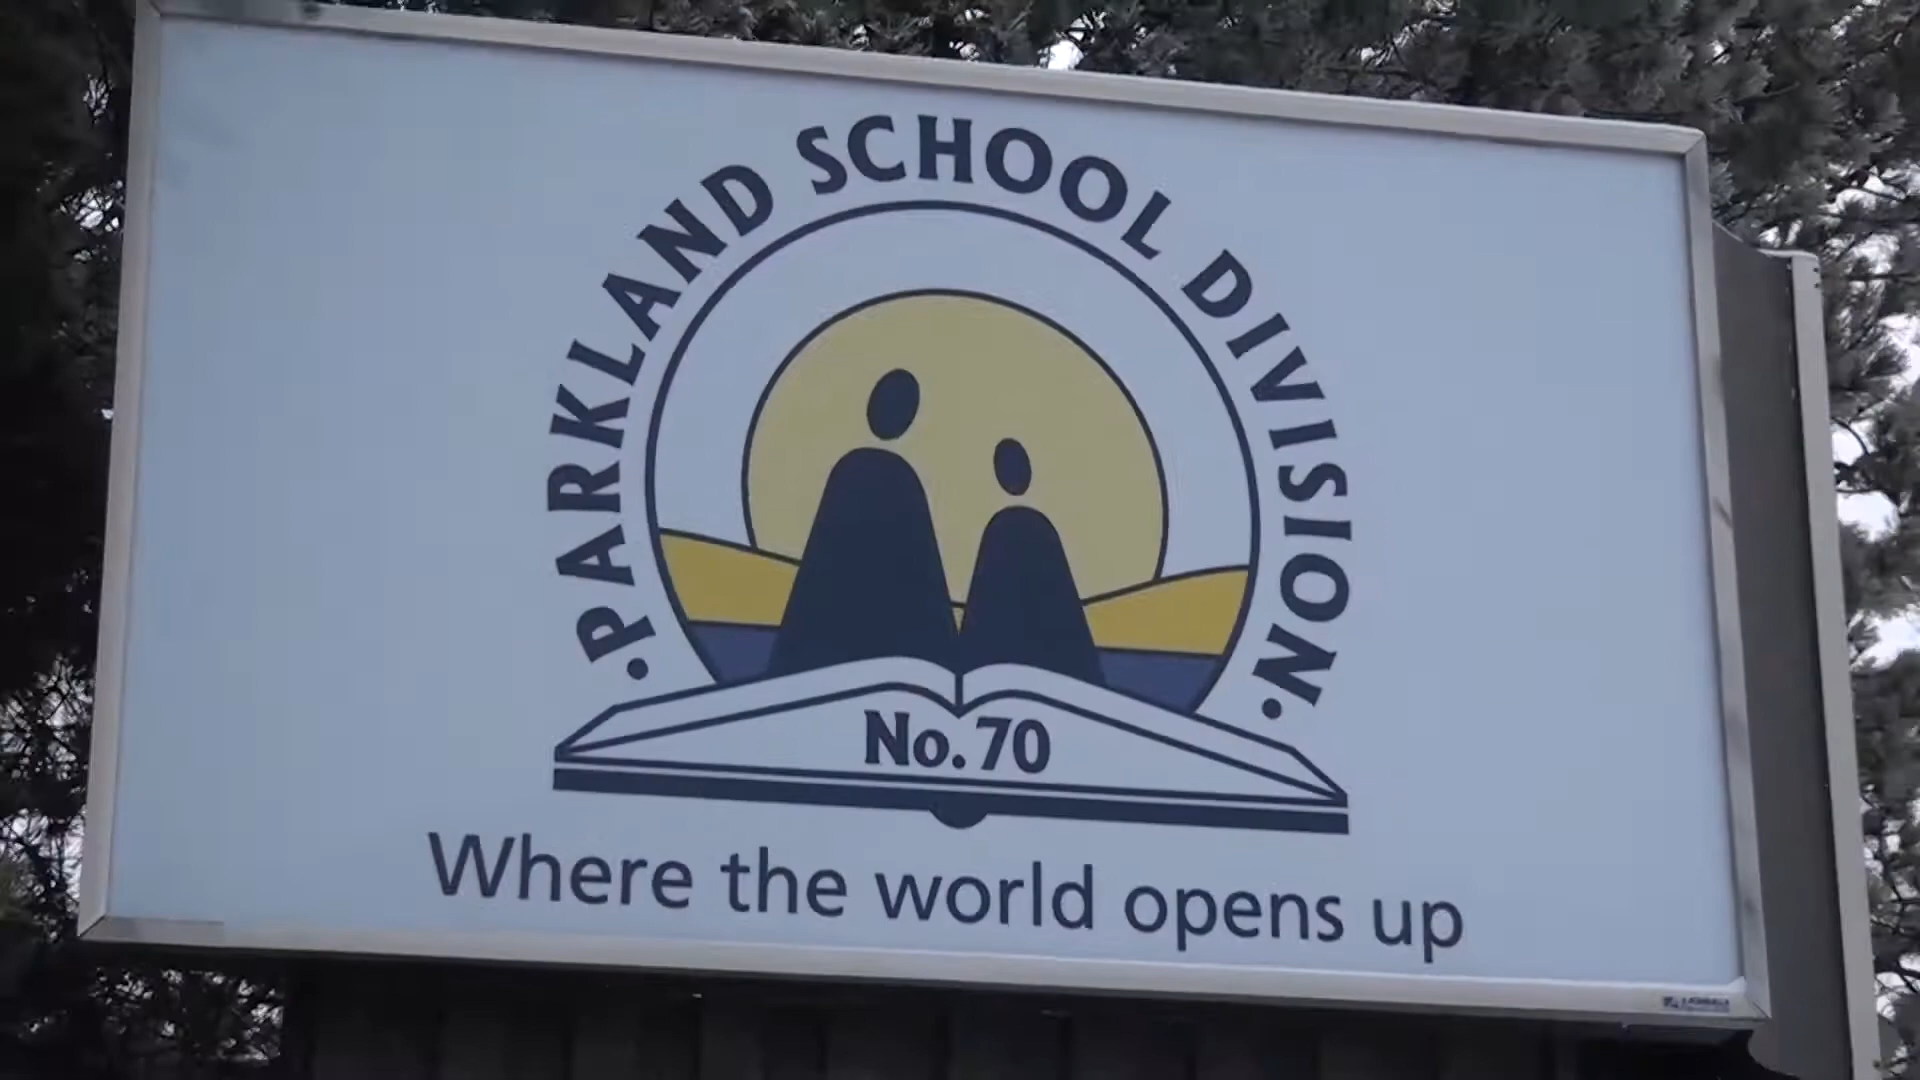 • PARKLAND SCHOOL DIVISION •
No. 70
Where the world opens up